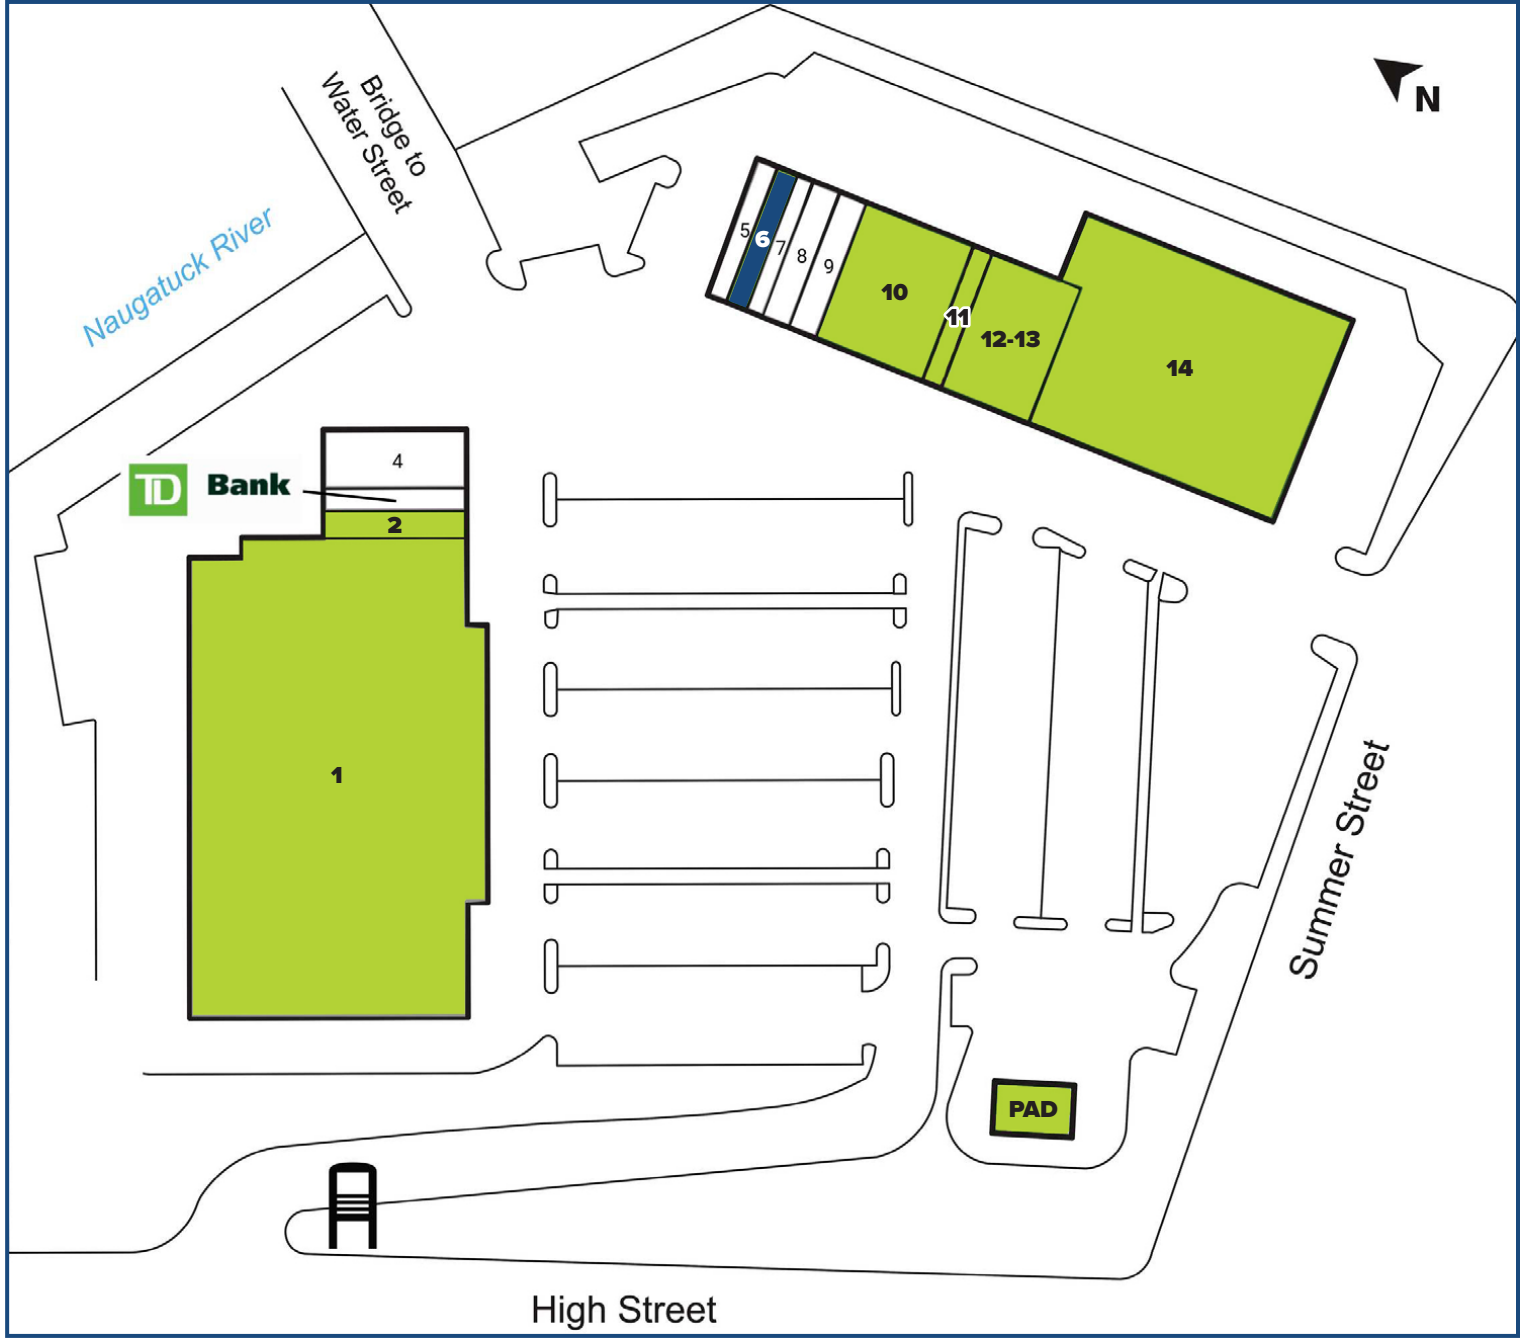 Bridge to
Water Street
N
Naugatuck River
5
6
7
8
9
10
11
12-13
14
4
TD Bank
2
1
Summer Street
PAD
High Street